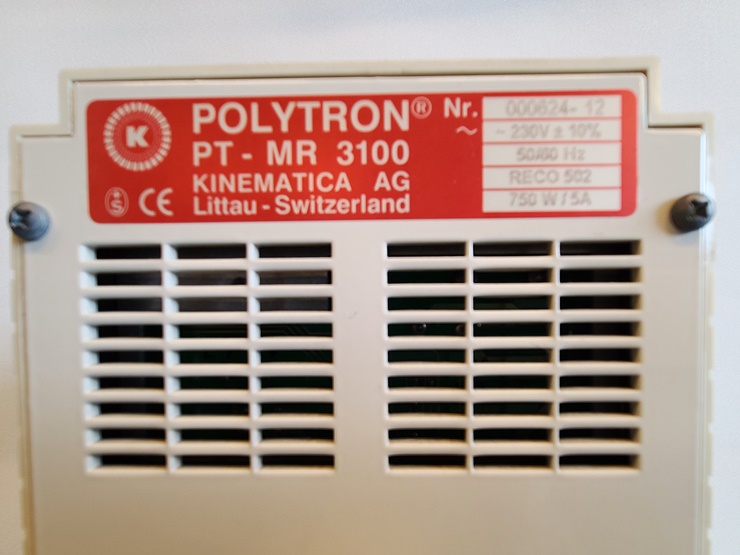 K
POLYTRON® Nr. 000624-12
PT - MR 3100 ~ ~ 230V ± 10%
50/60 Hz
KINEMATICA AG RECO 502
S CE Littau - Switzerland 750 W / 5A